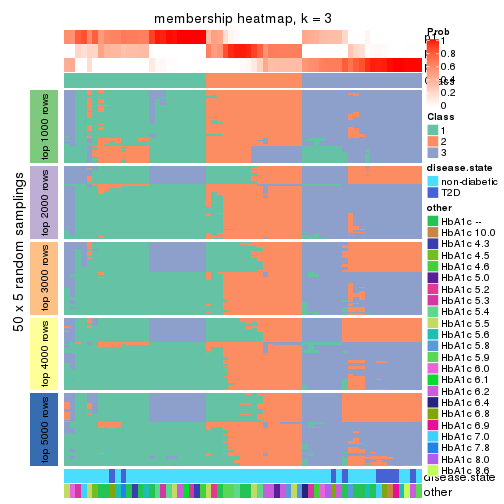 membership heatmap, k = 3
50 x 5 random samplings
top 1000 rows
top 2000 rows
top 3000 rows
top 4000 rows
top 5000 rows
Prob
1
0.8
0.6
0.4
0.2
0
Class
1
2
3
disease.state
non-diabetic
T2D
other
HbA1c --
HbA1c 10.0
HbA1c 4.3
HbA1c 4.5
HbA1c 4.6
HbA1c 5.0
HbA1c 5.2
HbA1c 5.3
HbA1c 5.4
HbA1c 5.5
HbA1c 5.6
HbA1c 5.8
HbA1c 5.9
HbA1c 6.0
HbA1c 6.1
HbA1c 6.2
HbA1c 6.4
HbA1c 6.8
HbA1c 6.9
HbA1c 7.0
HbA1c 7.8
HbA1c 8.0
HbA1c 8.6
disease.state
other